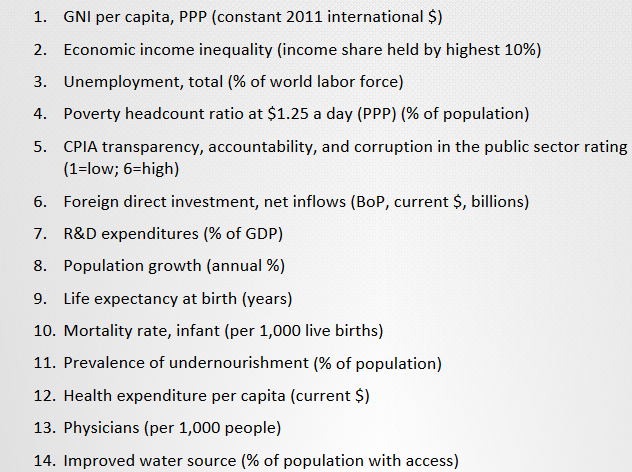 1. GNI per capita, PPP (constant 2011 international $)
2. Economic income inequality (income share held by highest 10%)
3. Unemployment, total (% of world labor force)
4. Poverty headcount ratio at $1.25 a day (PPP) (% of population)
5. CPIA transparency, accountability, and corruption in the public sector rating
(1=low; 6=high)
6. Foreign direct investment, net inflows (BoP, current $, billions)
7. R&D expenditures (% of GDP)
8. Population growth (annual %)
9. Life expectancy at birth (years)
10. Mortality rate, infant (per 1,000 live births)
11. Prevalence of undernourishment (% of population)
12. Health expenditure per capita (current $)
13. Physicians (per 1,000 people)
14. Improved water source (% of population with access)